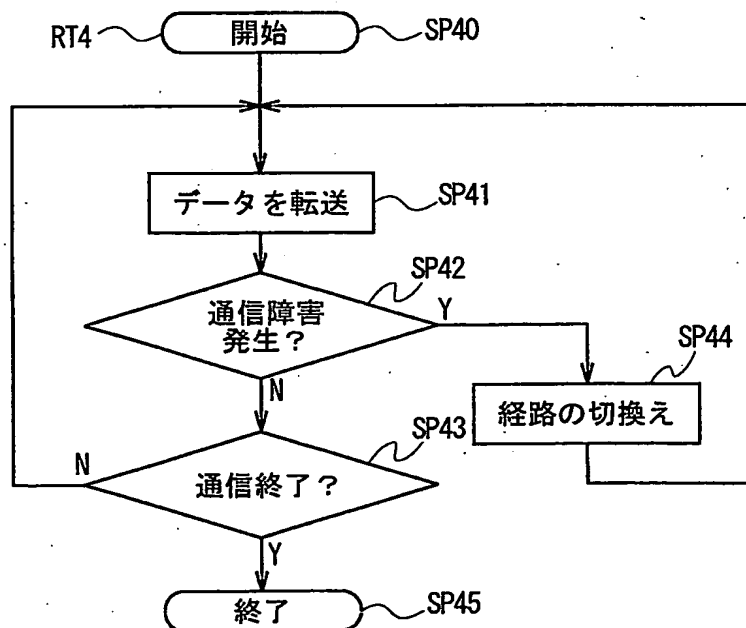 RT4
開始
SP40
データを転送
SP41
SP42
通信障害
発生？
Y
N
SP44
経路の切換え
SP43
N
通信終了？
Y
終了
SP45